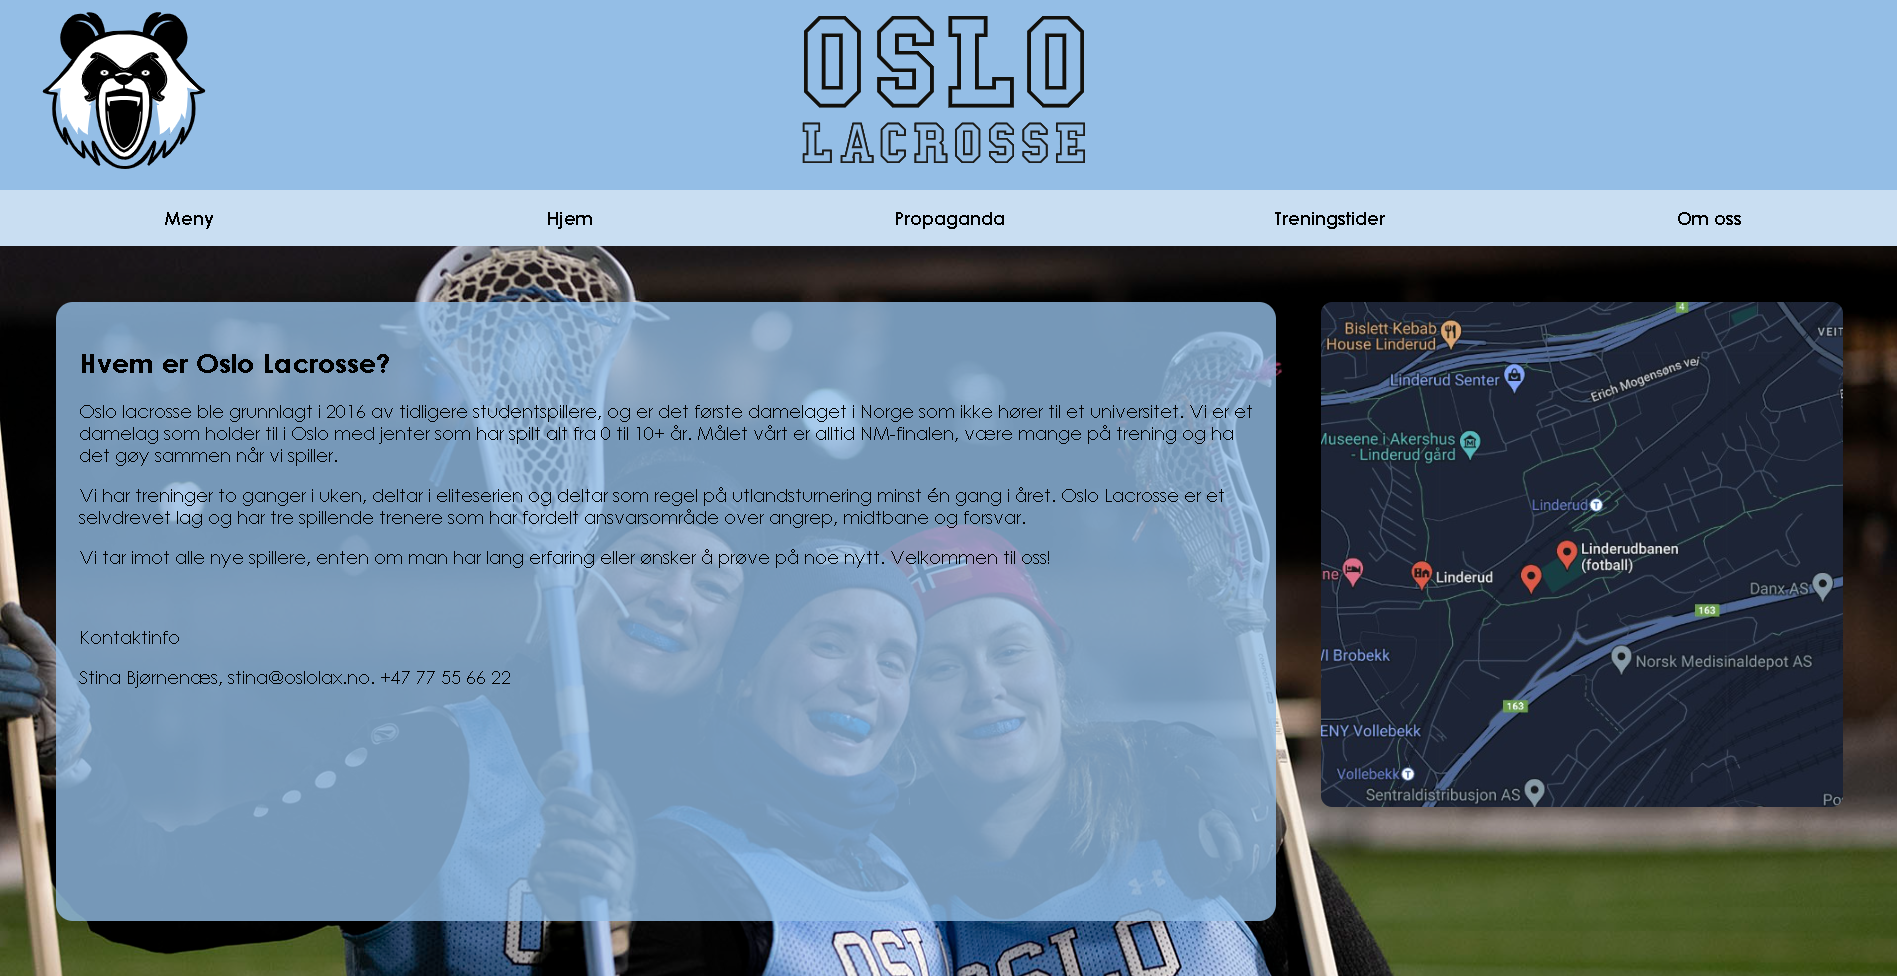 OSLO
LACROSSE
Meny
Hjem
Propaganda
Treningstider
Om oss
Hvem er Oslo Lacrosse?
Oslo lacrosse ble grunnlagt i 2016 av tidligere studentspillere, og er det første damelaget i Norge som ikke hører til et universitet. Vi er et
damelag som holder til i Oslo med jenter som har spilt alt fra 0 til 10+ år. Målet vårt er alltid NM-finalen, være mange på trening og ha
det gøy sammen når vi spiller.
Vi har treninger to ganger i uken, deltar i eliteserien og deltar som regel på utlandsturnering minst én gang i året. Oslo Lacrosse er et
selvdrevet lag og har tre spillende trenere som har fordelt ansvarsområde over angrep, midtbane og forsvar.
Vi tar imot alle nye spillere, enten om man har lang erfaring eller ønsker å prøve på noe nytt. Velkommen til oss!
Kontaktinfo
Stina Bjørnenæs, stina@oslolax.no. +47 77 55 66 22
4
VEIT
Bislett Kebab
House Linderud
Linderud Senter
Erich Mogensøns vei
Museene i Akershus
- Linderud gård
Linderud
T
Linderudbanen
(fotball)
ne
Linderud
Danx AS
163
VI Brobekk
Norsk Medisinaldepot AS
163
ENY Vollebekk
Vollebekk
T
Sentraldistribusjon AS
Po
OSL
OSLO